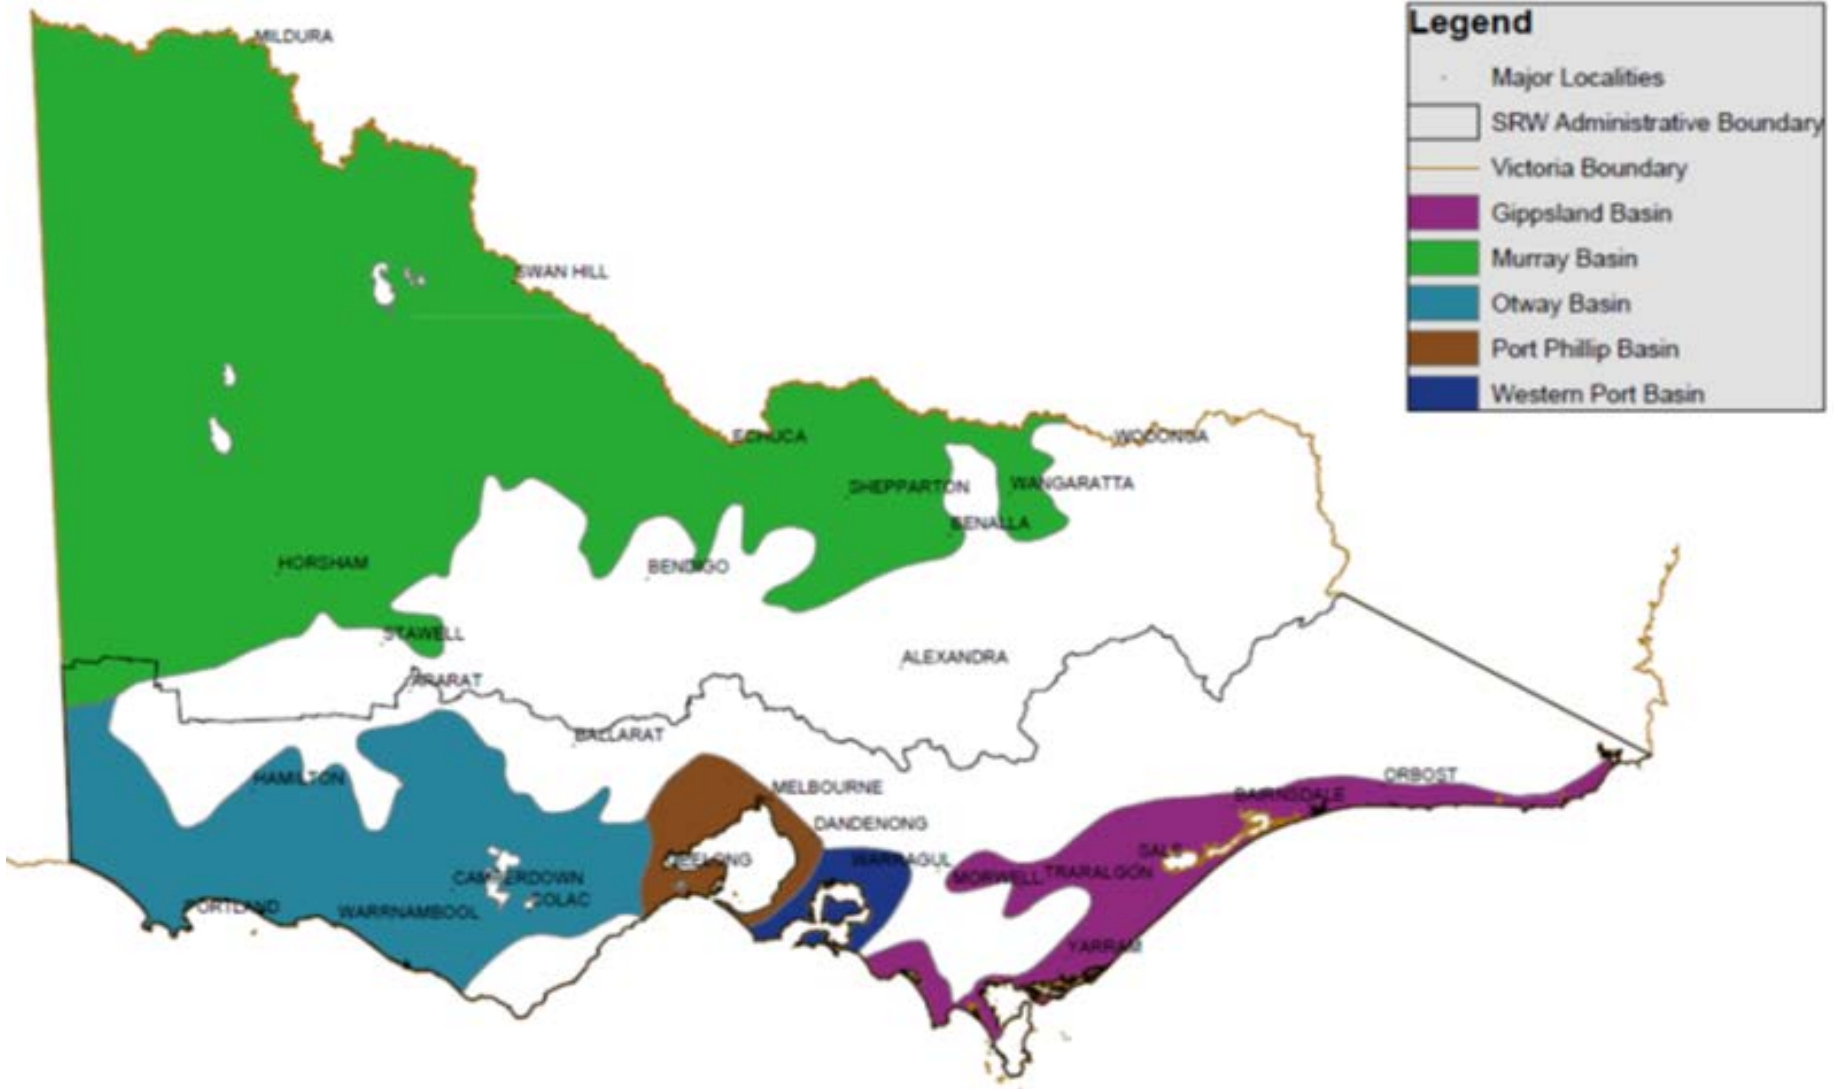 Legend
Major Localities
SRW Administrative Boundary
Victoria Boundary
Gippsland Basin
Murray Basin
Otway Basin
Port Phillip Basin
Western Port Basin
MILDURA
SWAN HILL
ECHUCA
WODONGA
SHEPPARTON
WANGARATTA
BENALLA
HORSHAM
BENDIGO
STAWELL
ALEXANDRA
ARARAT
BALLARAT
HAMILTON
MELBOURNE
ORBOST
BAIRNSDALE
DANDENONG
GEELONG
WARRAGUL
SALE
MORWELL
TRARALGON
CAMPERDOWN
COLAC
PORTLAND
WARRNAMBOOL
YARRAM